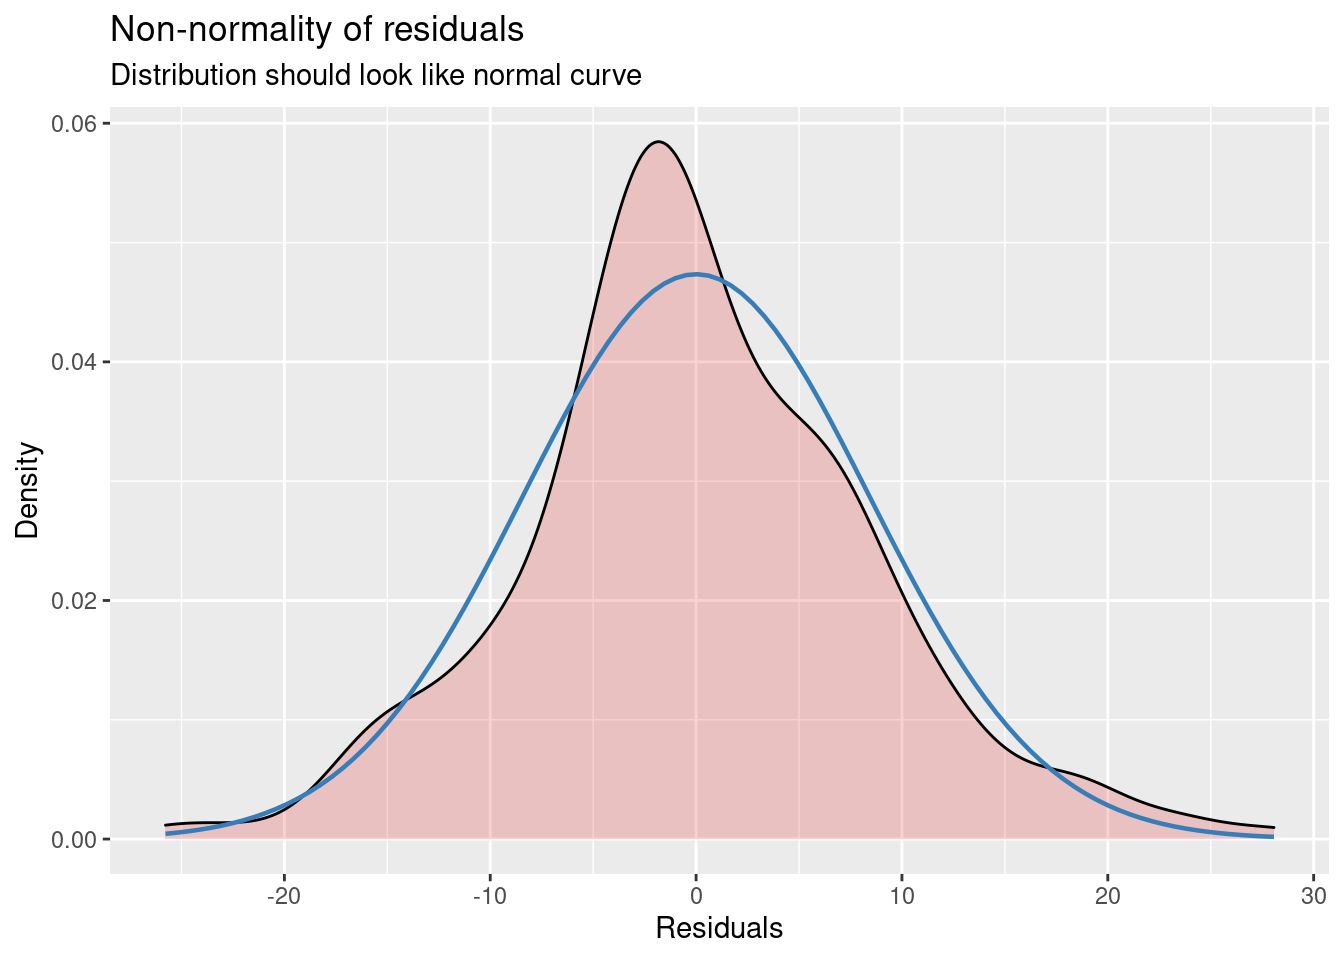 Non-normality of residuals
Distribution should look like normal curve
0.06
0.04
0.02
0.00
Density
-20 -10 0 10 20 30
Residuals